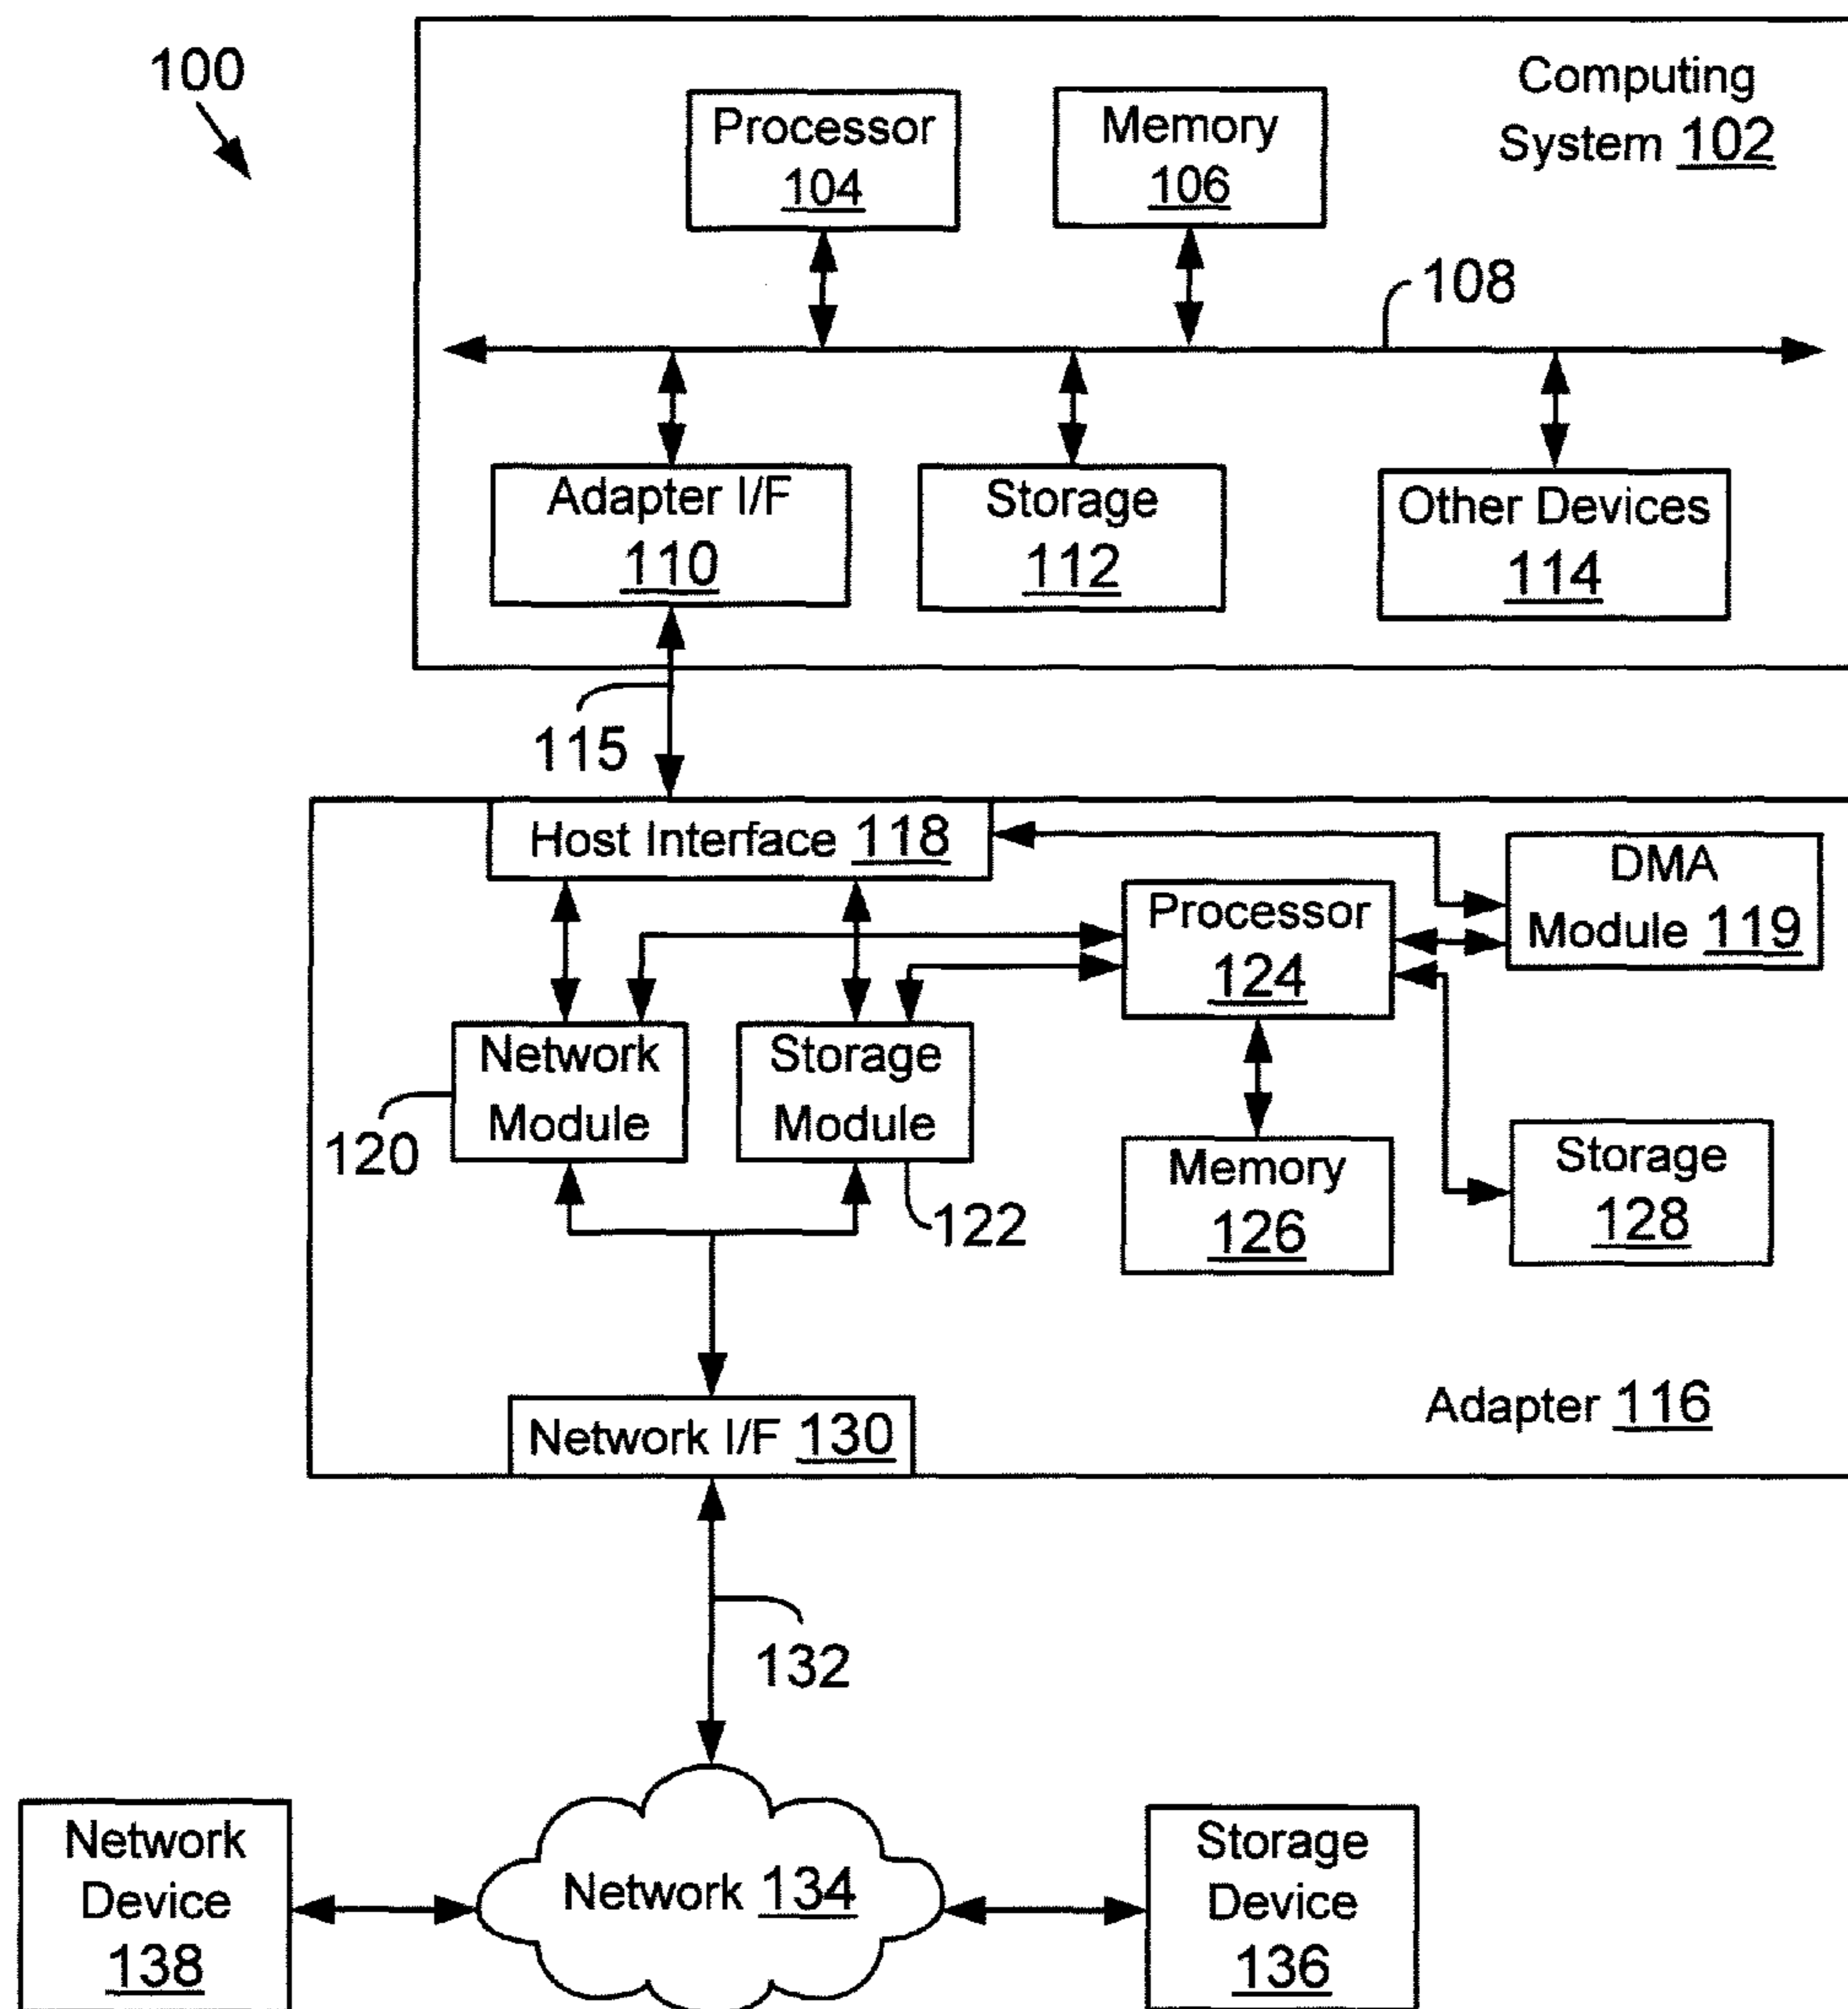 100
Computing
System 102
Processor
104
Memory
106
108
Adapter I/F
110
Storage
112
Other Devices
114
115
Host Interface 118
DMA
Module 119
Processor
124
Network
Module
120
Storage
Module
122
Memory
126
Storage
128
Network I/F 130
Adapter 116
132
Network
Device
138
Network 134
Storage
Device
136